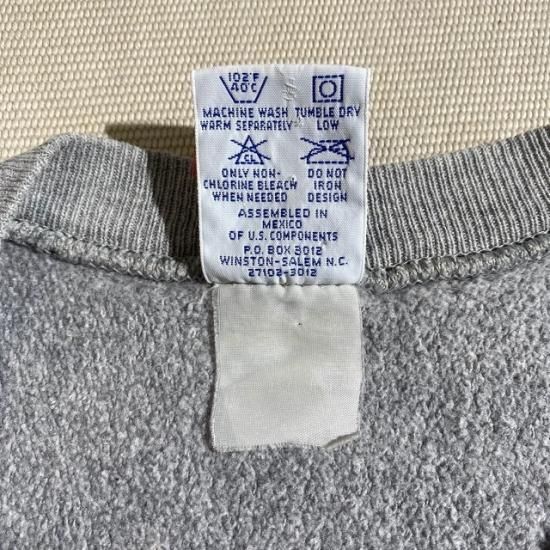 102°F
40°C
MACHINE WASH TUMBLE DRY
WARM SEPARATELY LOW
CL
ONLY NON- DO NOT
CHLORINE BLEACH IRON
WHEN NEEDED DESIGN
ASSEMBLED IN
MEXICO
OF U.S. COMPONENTS
P.O. BOX 3012
WINSTON-SALEM N.C.
27102-3012